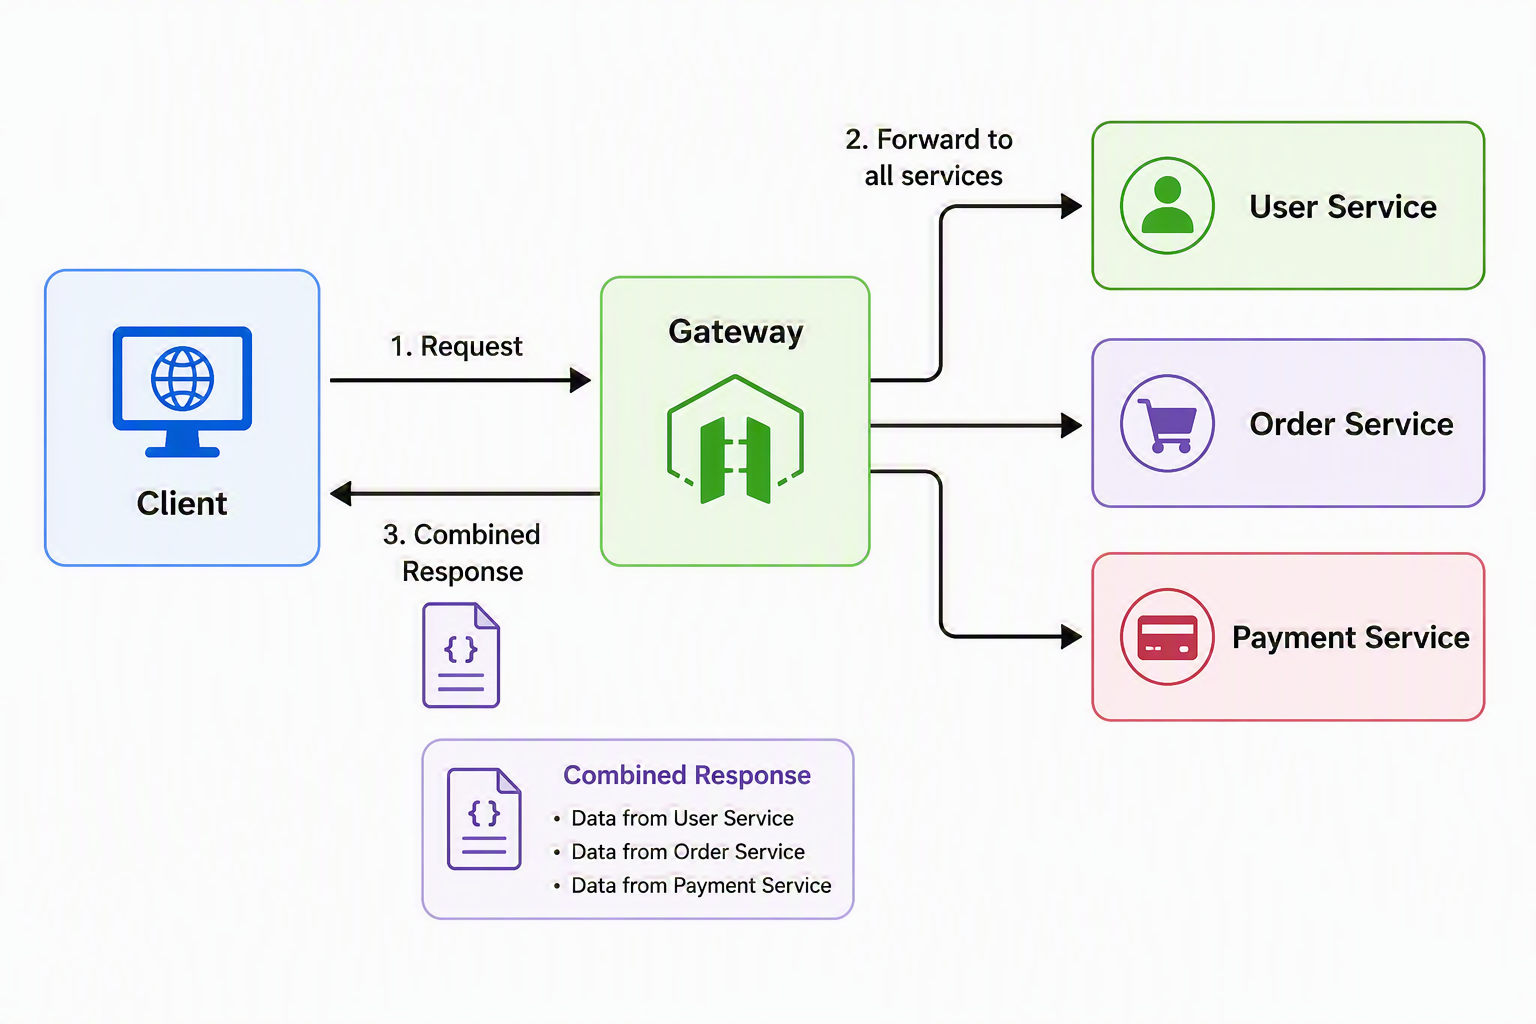 2. Forward to
all services
User Service
1. Request
Gateway
Order Service
Client
3. Combined
Response
{ }
Payment Service
{ }
Combined Response
• Data from User Service
• Data from Order Service
• Data from Payment Service